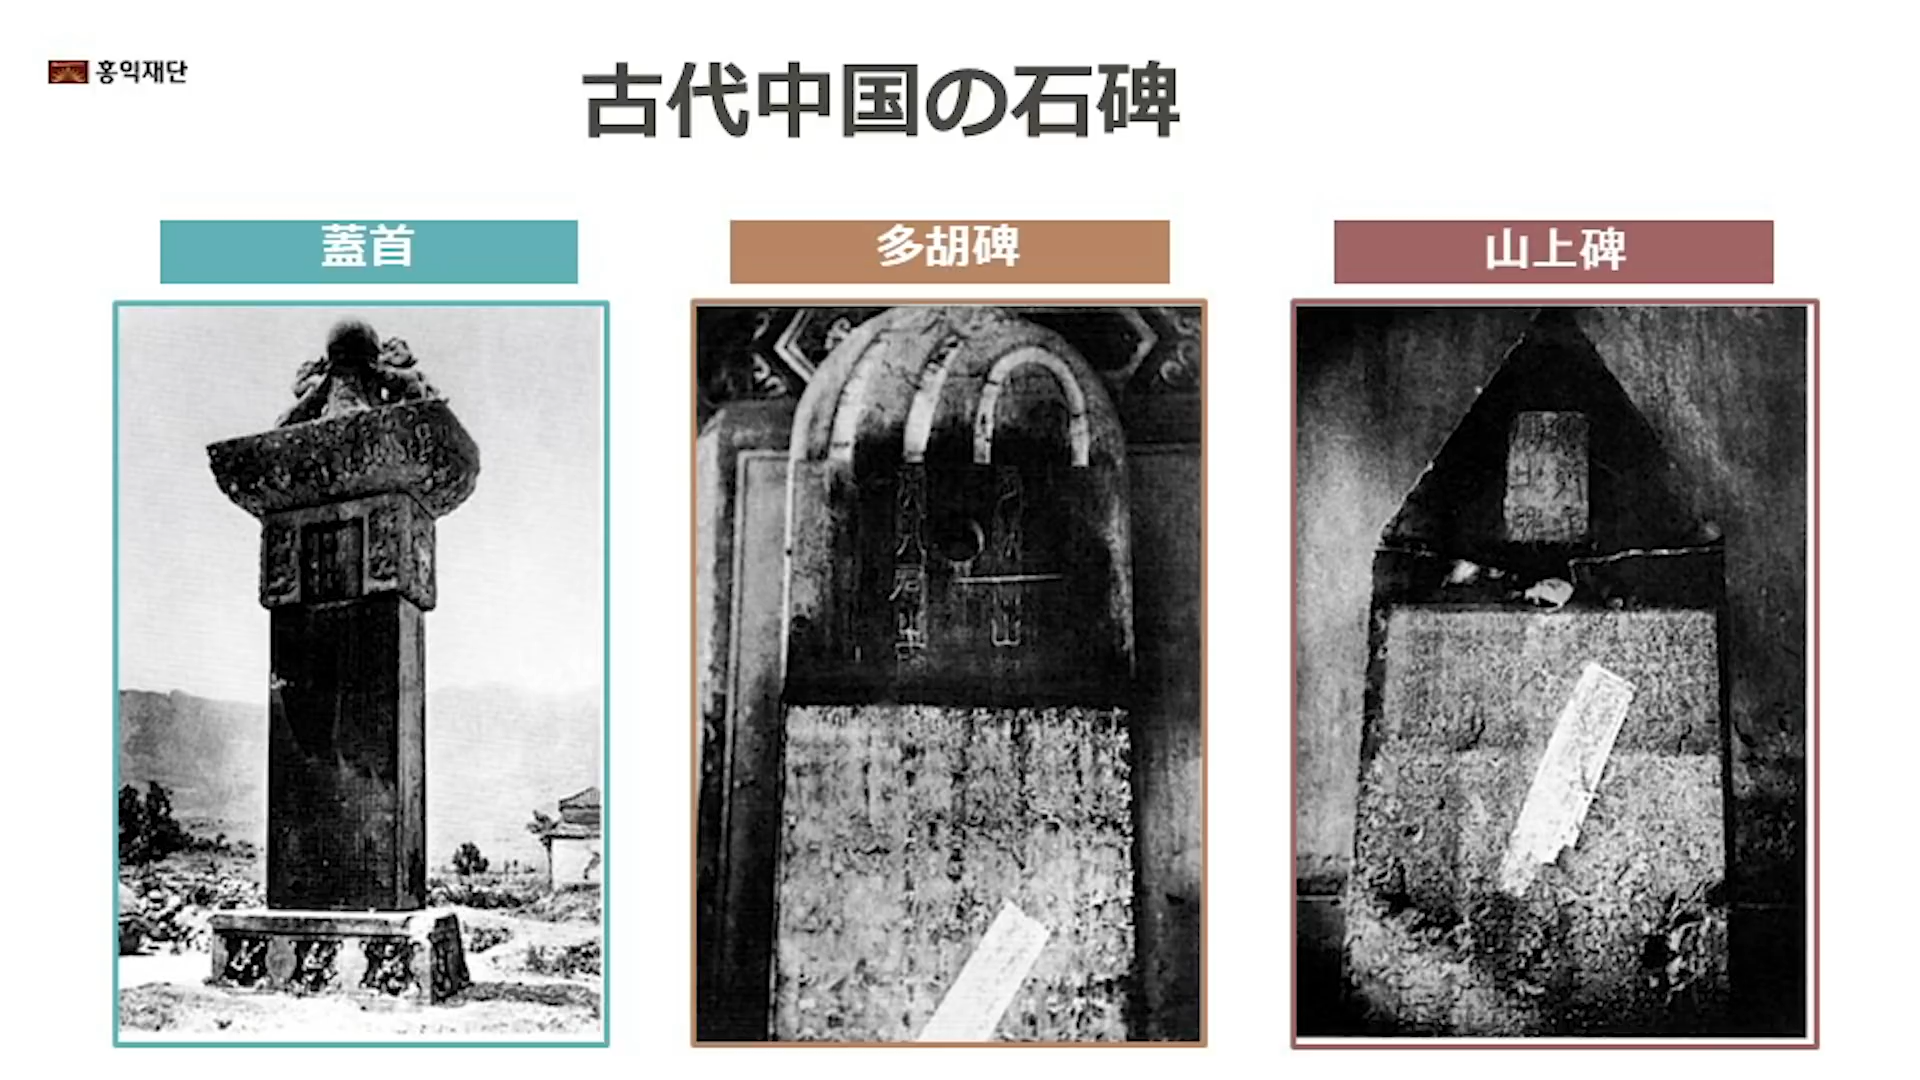 홍익재단
古代中国の石碑
蓋首
多胡碑
山上碑